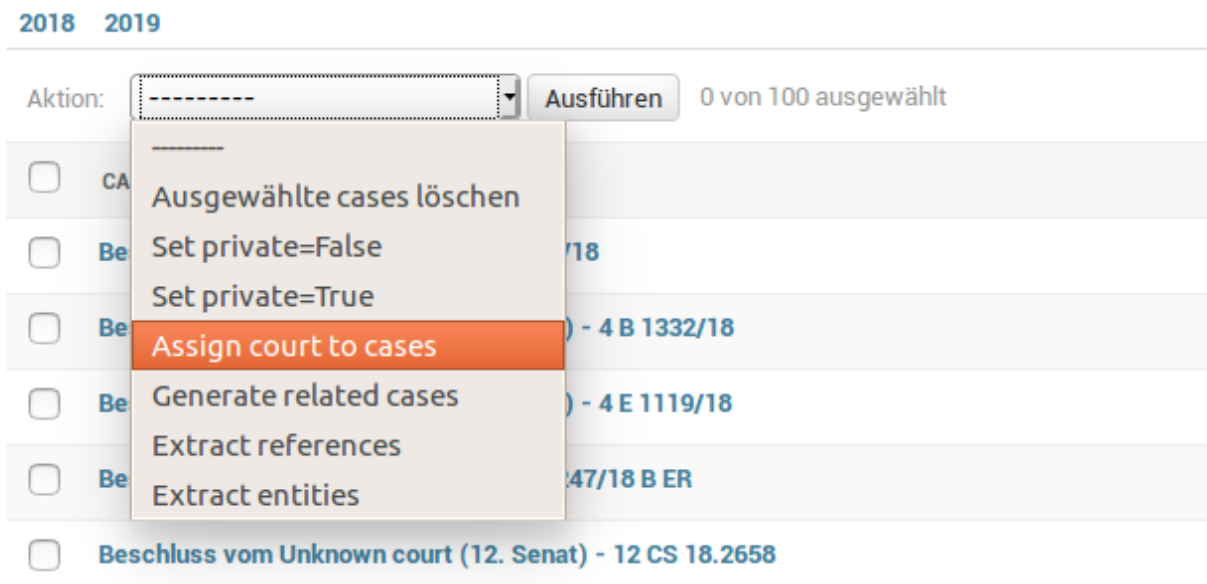 2018 2019
Aktion: --------- Ausführen 0 von 100 ausgewählt
---------
CA
Ausgewählte cases löschen
Set private=False
Be /18
Set private=True
Be ) - 4 B 1332/18
Assign court to cases
Generate related cases
Be ) - 4 E 1119/18
Extract references
Be 247/18 B ER
Extract entities
Beschluss vom Unknown court (12. Senat) - 12 CS 18.2658